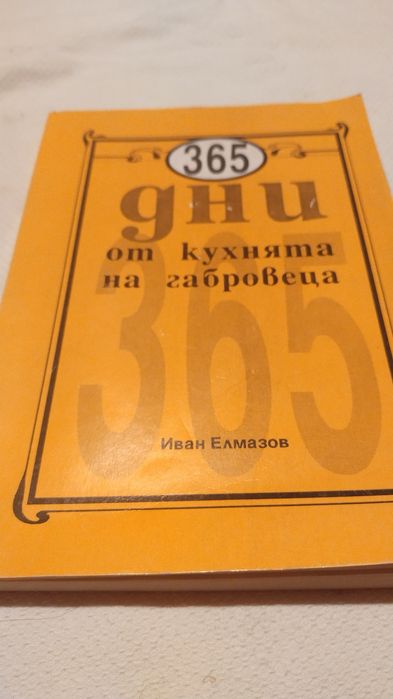 365
дни
от кухнята
на габровеца
365
Иван Елмазов